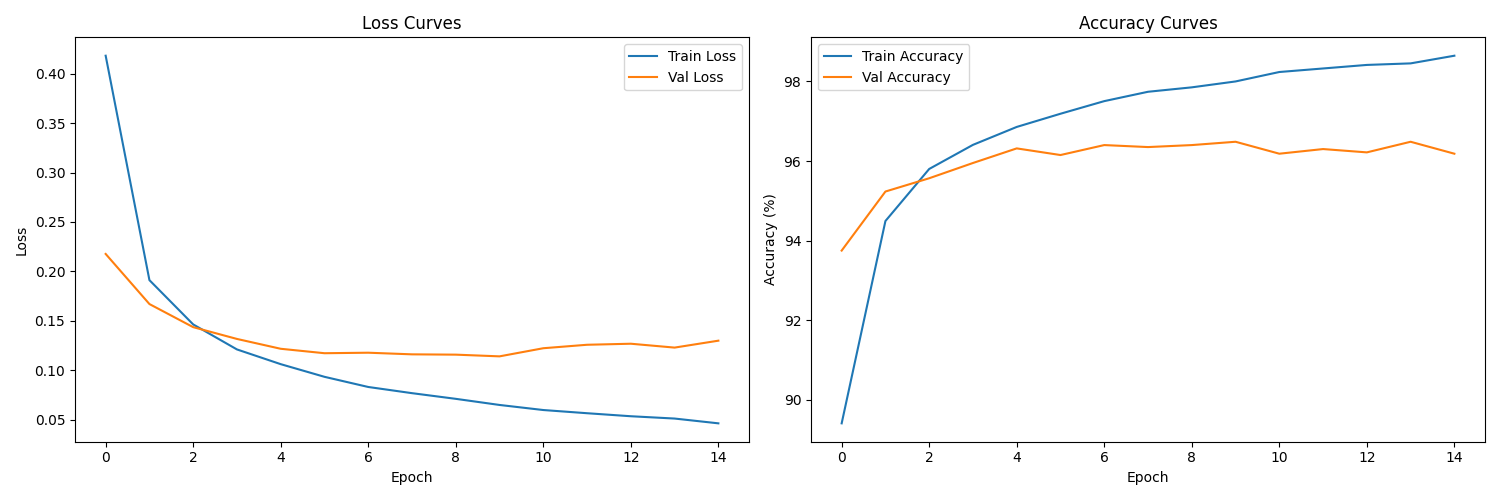 Loss Curves
Train Loss
Val Loss
0.40
0.35
0.30
0.25
0.20
0.15
0.10
0.05
Loss
0 2 4 6 8 10 12 14
Epoch
Accuracy Curves
Train Accuracy
Val Accuracy
98
96
94
92
90
Accuracy (%)
0 2 4 6 8 10 12 14
Epoch